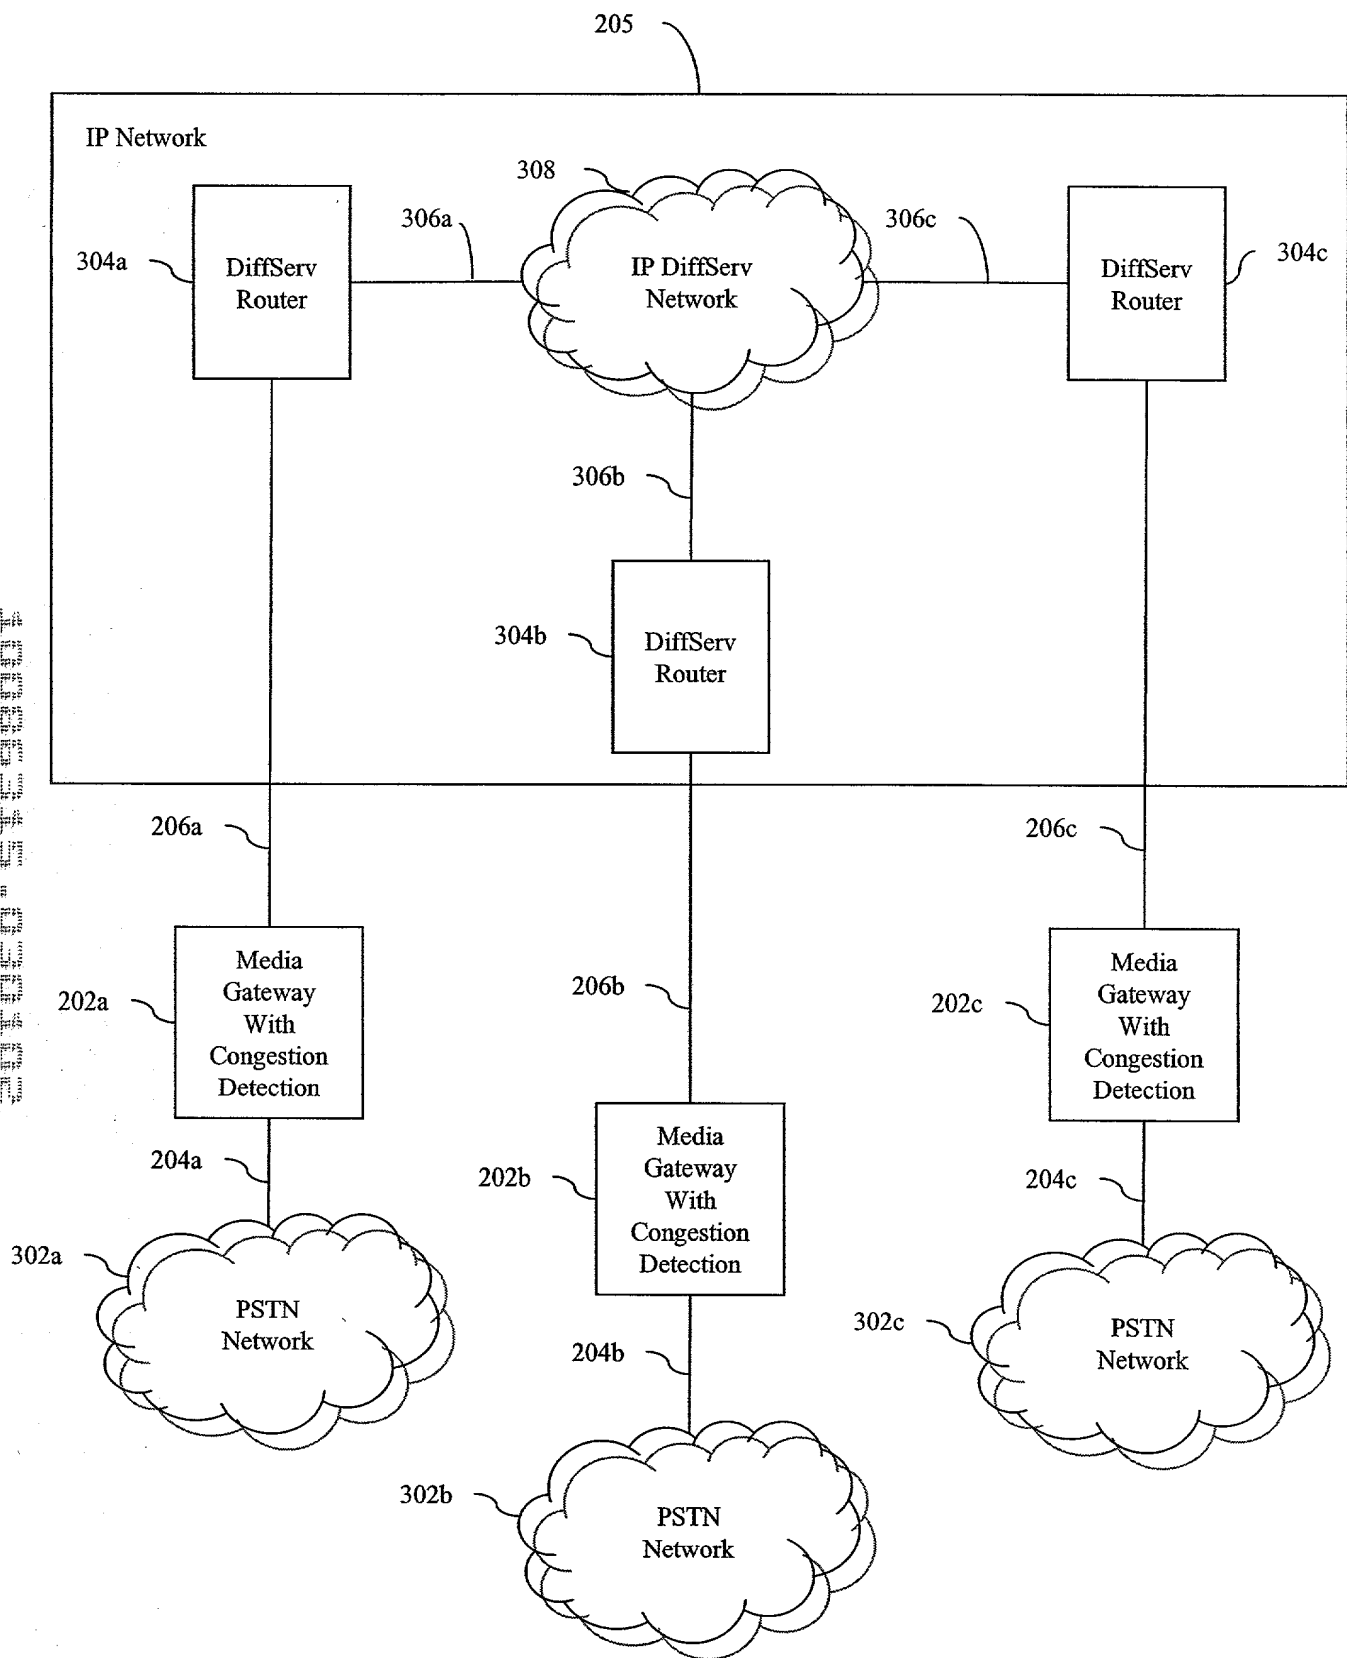 205
IP Network
308
306a
306c
304a
DiffServ
Router
IP DiffServ
Network
DiffServ
Router
304c
306b
304b
DiffServ
Router
206a
206c
206b
202a
Media
Gateway
With
Congestion
Detection
202c
Media
Gateway
With
Congestion
Detection
204a
202b
Media
Gateway
With
Congestion
Detection
204c
302a
PSTN
Network
302c
PSTN
Network
204b
302b
PSTN
Network